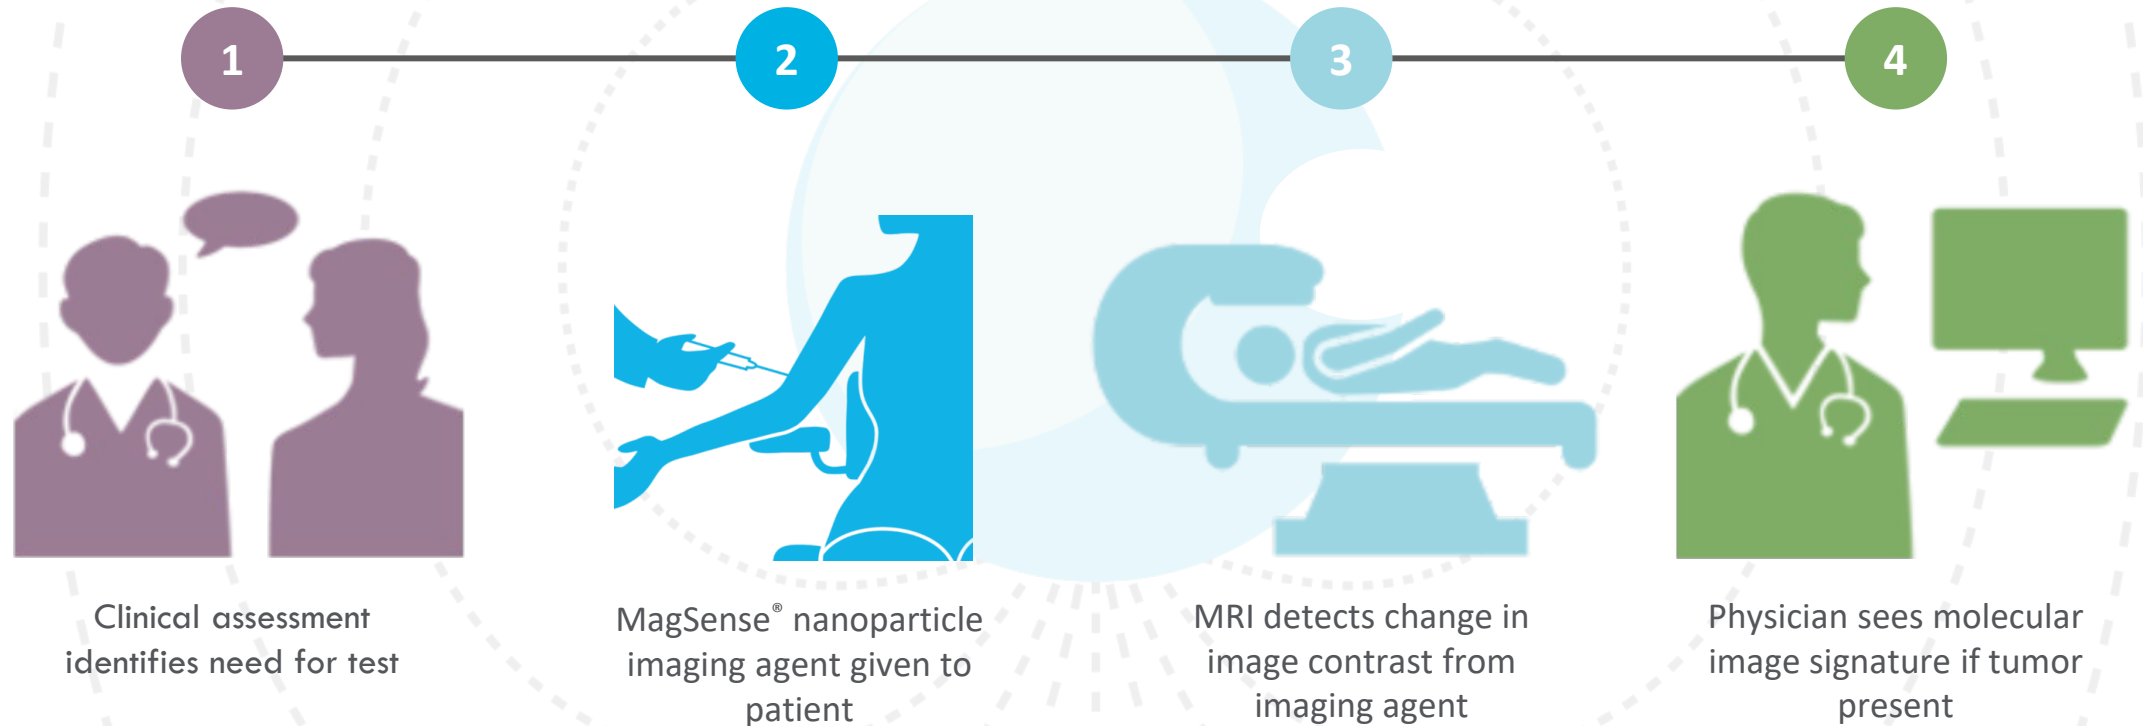 1
2
3
4
Clinical assessment
identifies need for test
MagSense® nanoparticle
imaging agent given to
patient
MRI detects change in
image contrast from
imaging agent
Physician sees molecular
image signature if tumor
present